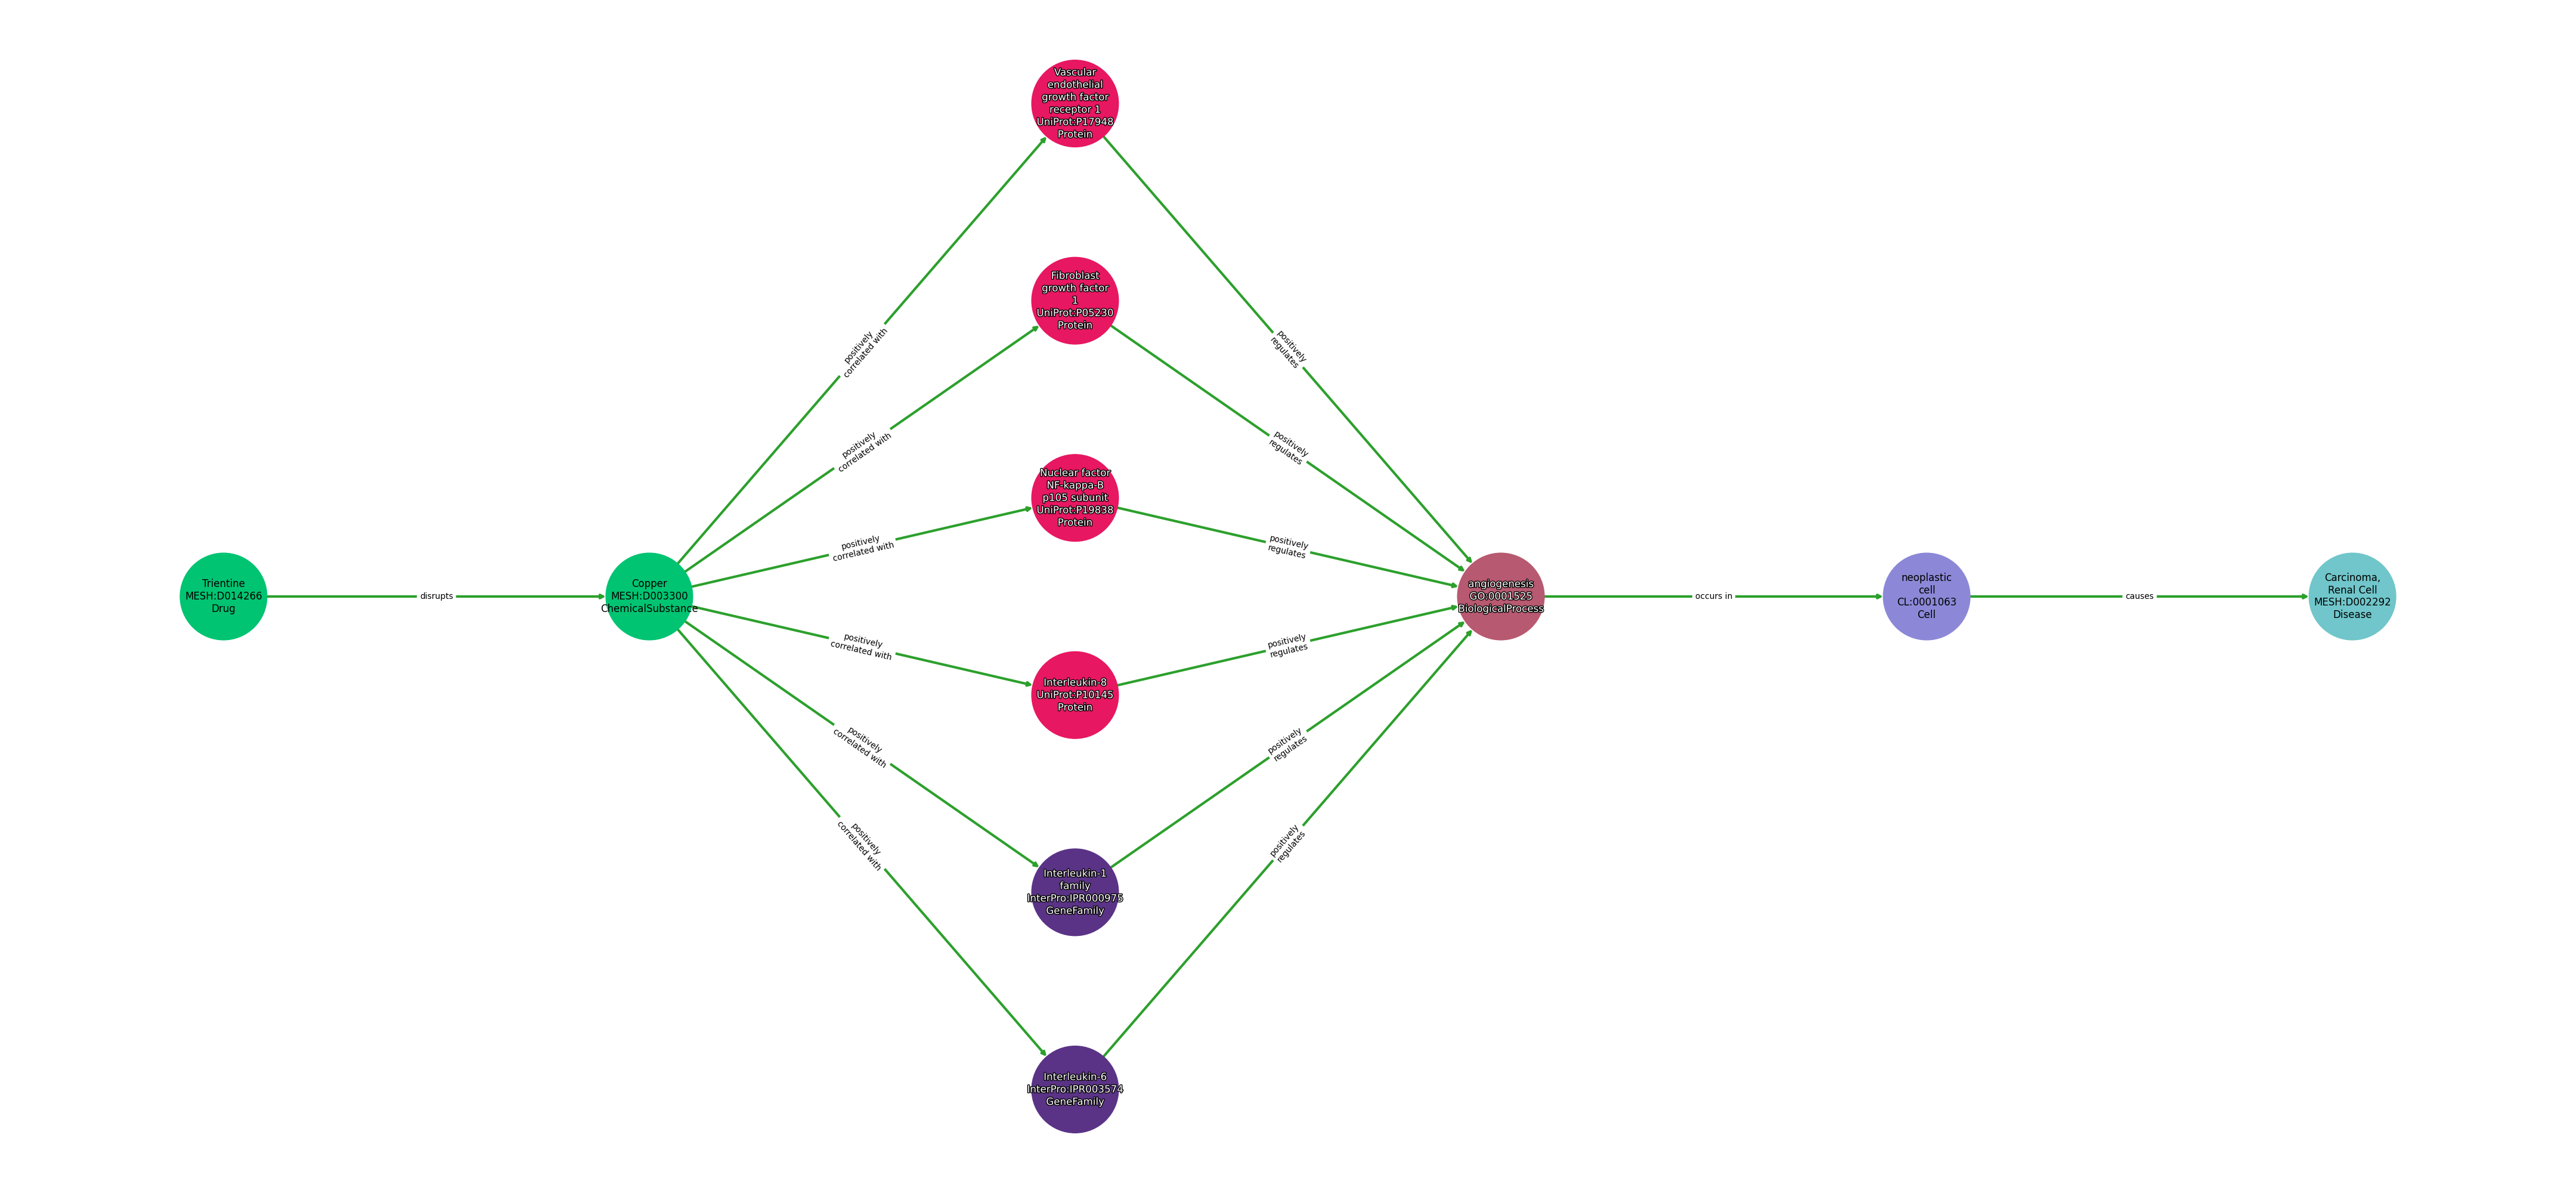 Trientine
MESH:D014266
Drug
disrupts
Copper
MESH:D003300
ChemicalSubstance
positively
correlated with
positively
correlated with
positively
correlated with
positively
correlated with
positively
correlated with
positively
correlated with
Vascular
endothelial
growth factor
receptor 1
UniProt:P17948
Protein
Fibroblast
growth factor
1
UniProt:P05230
Protein
Nuclear factor
NF-kappa-B
p105 subunit
UniProt:P19838
Protein
Interleukin-8
UniProt:P10145
Protein
Interleukin-1
family
InterPro:IPR000975
GeneFamily
Interleukin-6
InterPro:IPR003574
GeneFamily
positively
regulates
positively
regulates
positively
regulates
positively
regulates
positively
regulates
positively
regulates
angiogenesis
GO:0001525
BiologicalProcess
occurs in
neoplastic
cell
CL:0001063
Cell
causes
Carcinoma,
Renal Cell
MESH:D002292
Disease